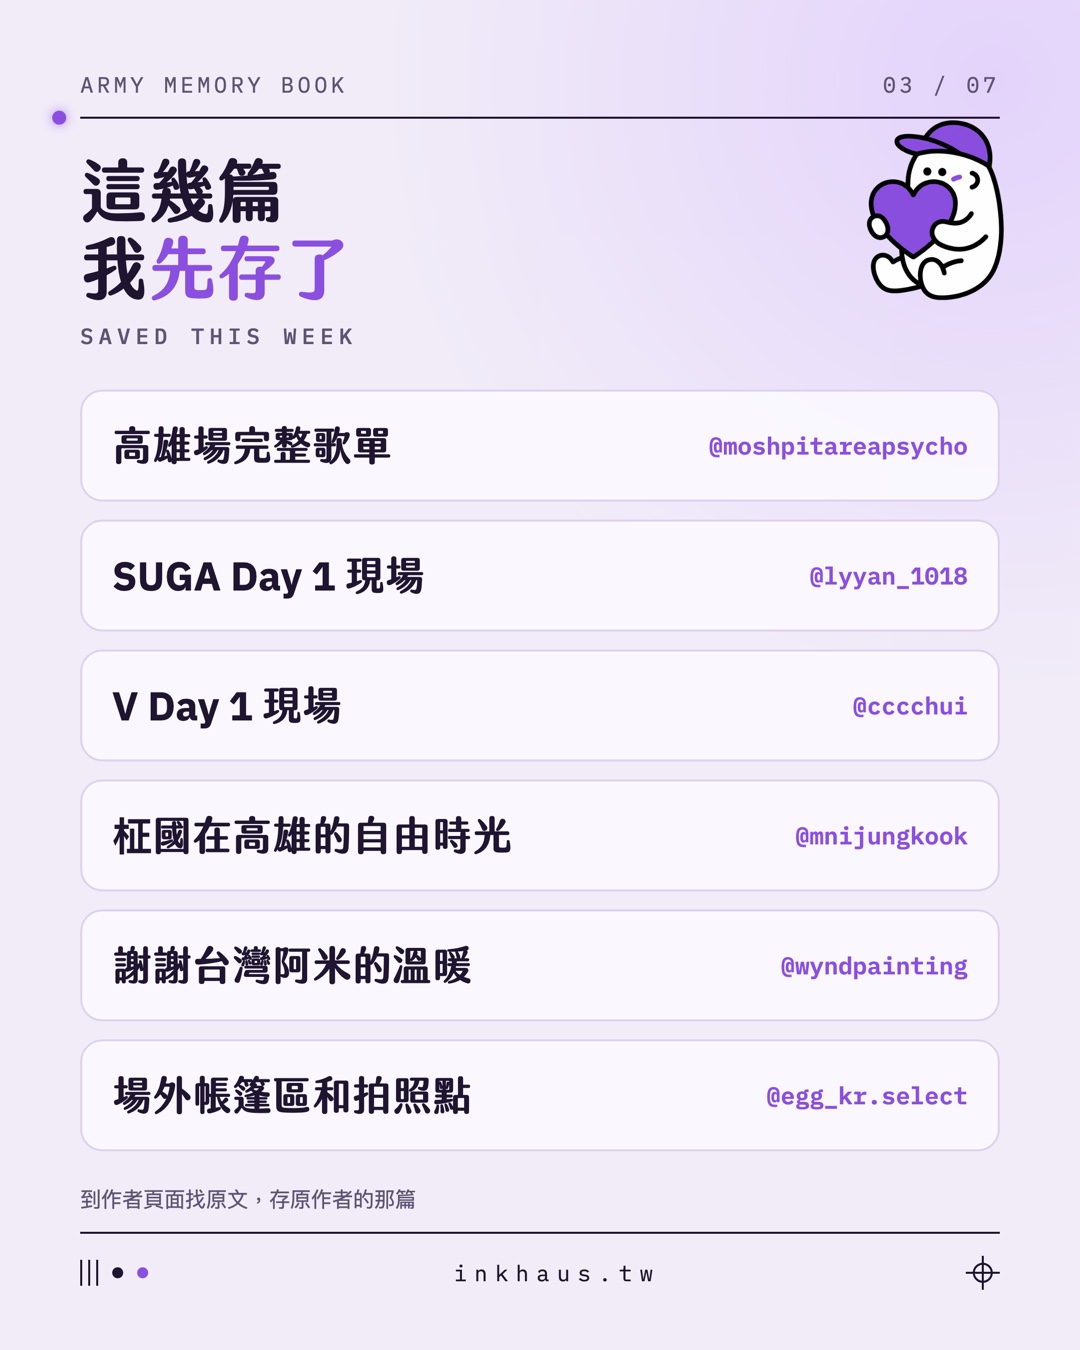 ARMY MEMORY BOOK
03 / 07
這幾篇
我先存了
SAVED THIS WEEK
高雄場完整歌單
@moshpitareapsycho
SUGA Day 1 現場
@lyyan_1018
V Day 1 現場
@cccchui
柾國在高雄的自由時光
@mnijungkook
謝謝台灣阿米的溫暖
@wyndpainting
場外帳篷區和拍照點
@egg_kr.select
到作者頁面找原文，存原作者的那篇
inkhaus.tw